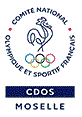 COMITÉ NATIONAL
OLYMPIQUE ET SPORTIF FRANÇAIS
CDOS
MOSELLE